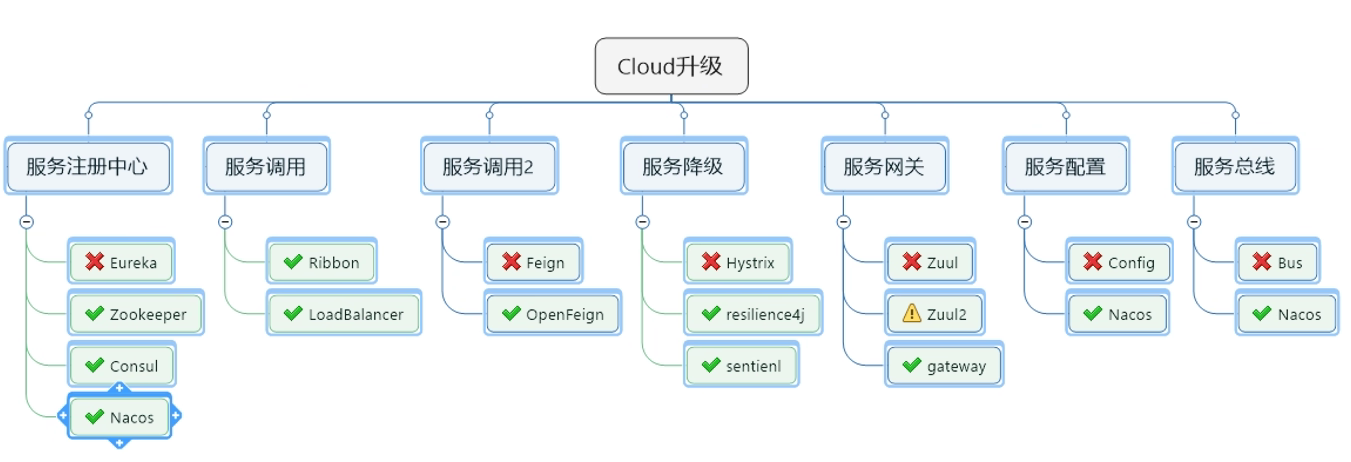 Cloud升级
服务注册中心
Eureka
Zookeeper
Consul
Nacos
服务调用
Ribbon
LoadBalancer
服务调用2
Feign
OpenFeign
服务降级
Hystrix
resilience4j
sentienl
服务网关
Zuul
Zuul2
gateway
服务配置
Config
Nacos
服务总线
Bus
Nacos